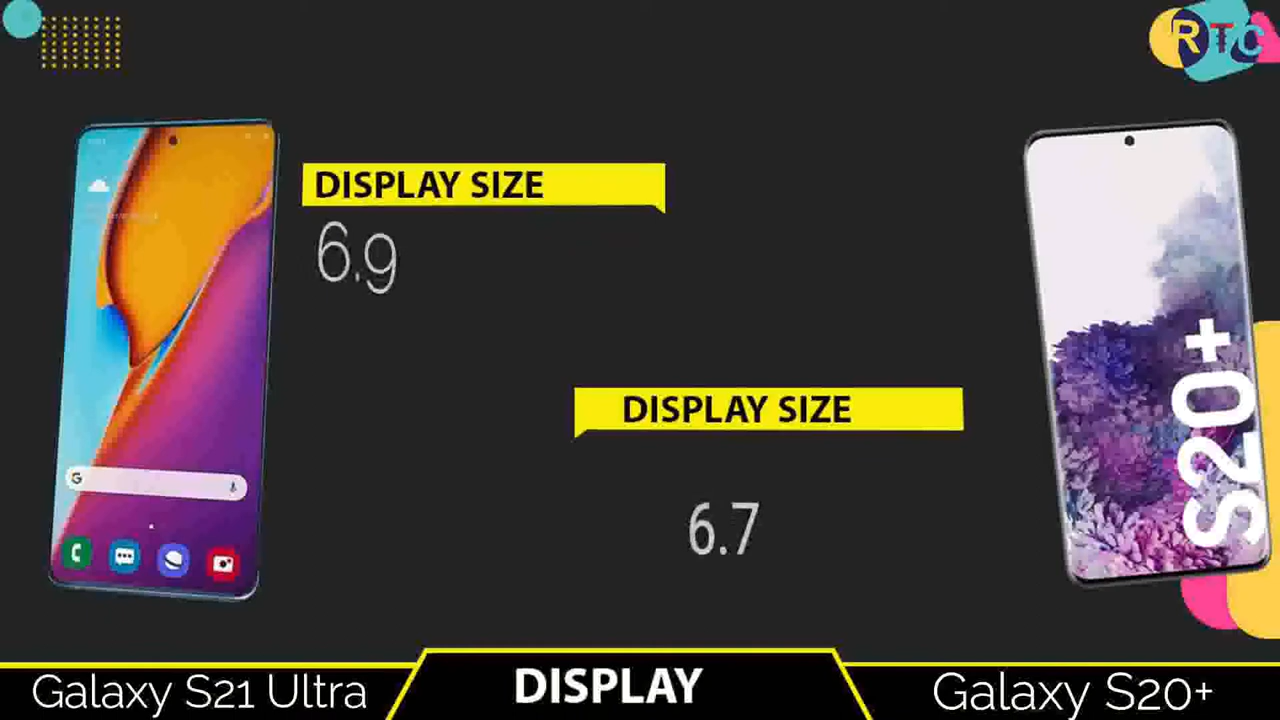 RTC
DISPLAY SIZE
6.9
DISPLAY SIZE
6.7
S20+
G
Galaxy S21 Ultra
DISPLAY
Galaxy S20+